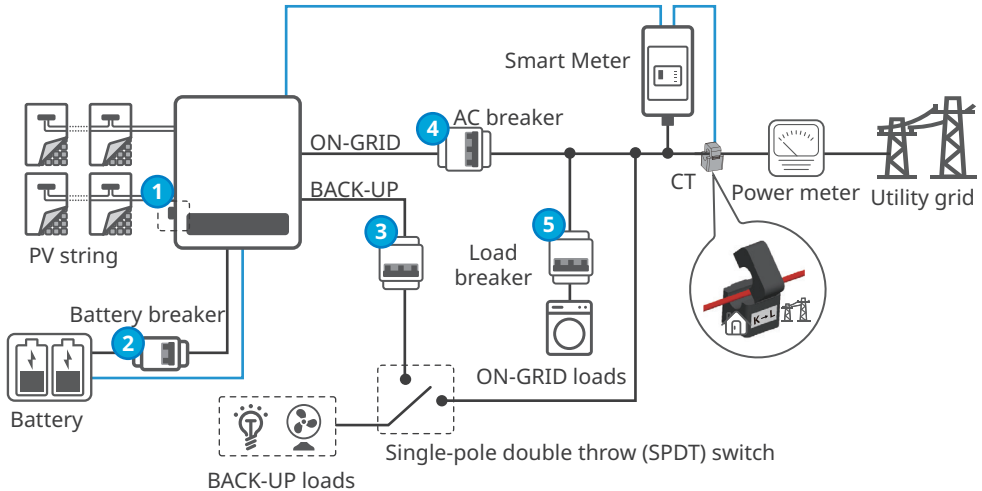 Smart Meter
4
AC breaker
ON-GRID
1
BACK-UP
CT
Power meter
Utility grid
3
5
Load
breaker
PV string
K→L
Battery breaker
2
ON-GRID loads
Battery
Single-pole double throw (SPDT) switch
BACK-UP loads